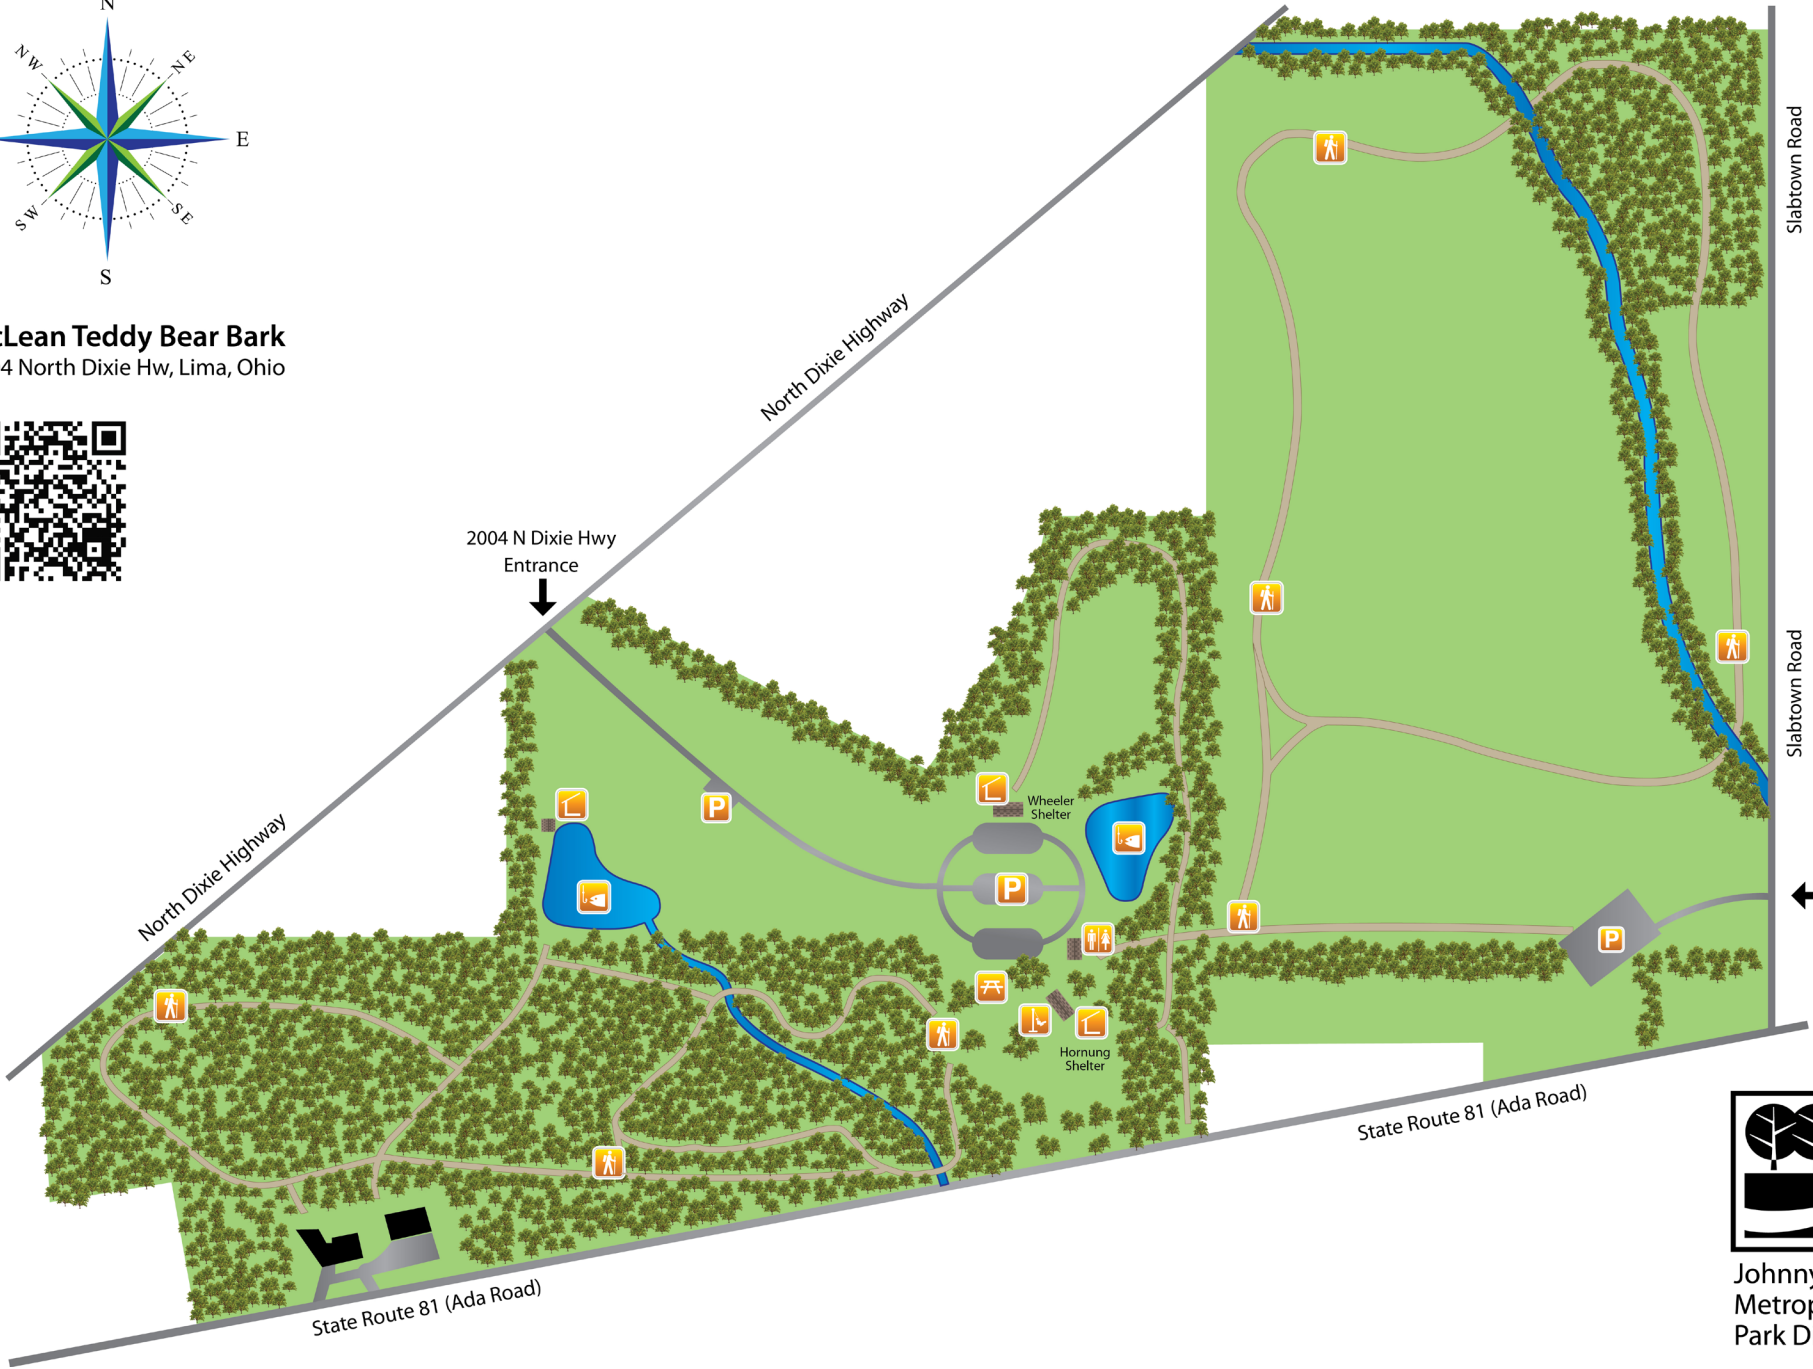 N
NW
NE
E
SW
SE
S
cLean Teddy Bear Bark
4 North Dixie Hw, Lima, Ohio
North Dixie Highway
Slabtown Road
2004 N Dixie Hwy
Entrance
Slabtown Road
P
Wheeler
Shelter
North Dixie Highway
P
P
Hornung
Shelter
State Route 81 (Ada Road)
State Route 81 (Ada Road)
Johnny
Metrop
Park D